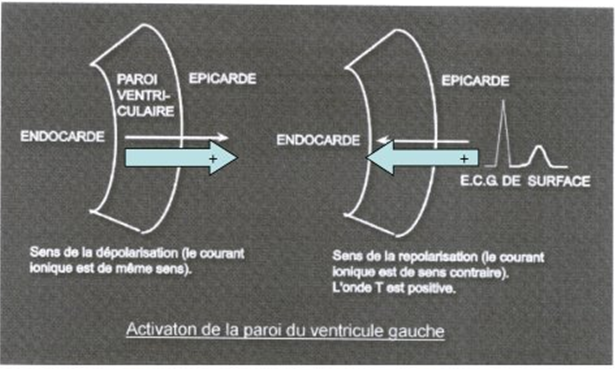 PAROI
VENTRI-
CULAIRE
EPICARDE
ENDOCARDE
+
Sens de la dépolarisation (le courant
ionique est de même sens).
EPICARDE
ENDOCARDE
+
E.C.G. DE SURFACE
Sens de la repolarisation (le courant
ionique est de sens contraire).
L'onde T est positive.
Activaton de la paroi du ventricule gauche